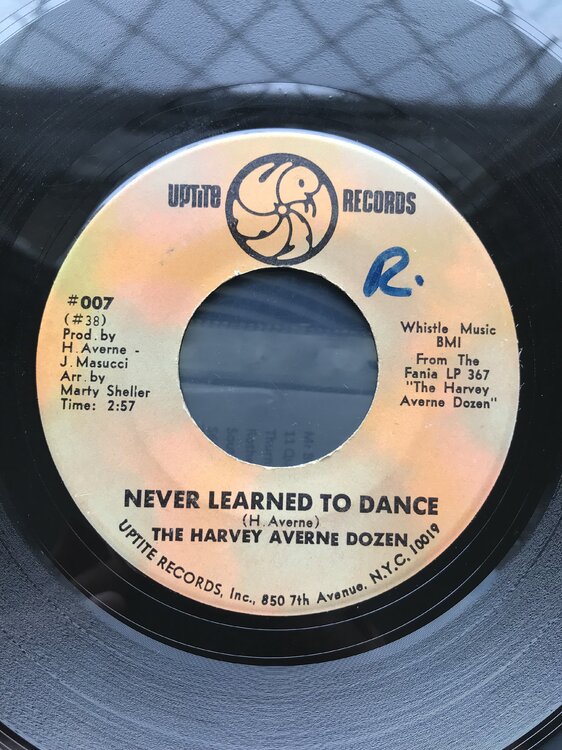 UPTITE RECORDS
R.
#007
(#38)
Prod. by
H. Averne -
J. Masucci
Arr. by
Marty Sheller
Time: 2:57
Whistle Music
BMI
From The
Fania LP 367
"The Harvey
Averne Dozen"
NEVER LEARNED TO DANCE
(H. Averne)
THE HARVEY AVERNE DOZEN
UPTITE RECORDS, Inc., 850 7th Avenue, N.Y.C. 10019